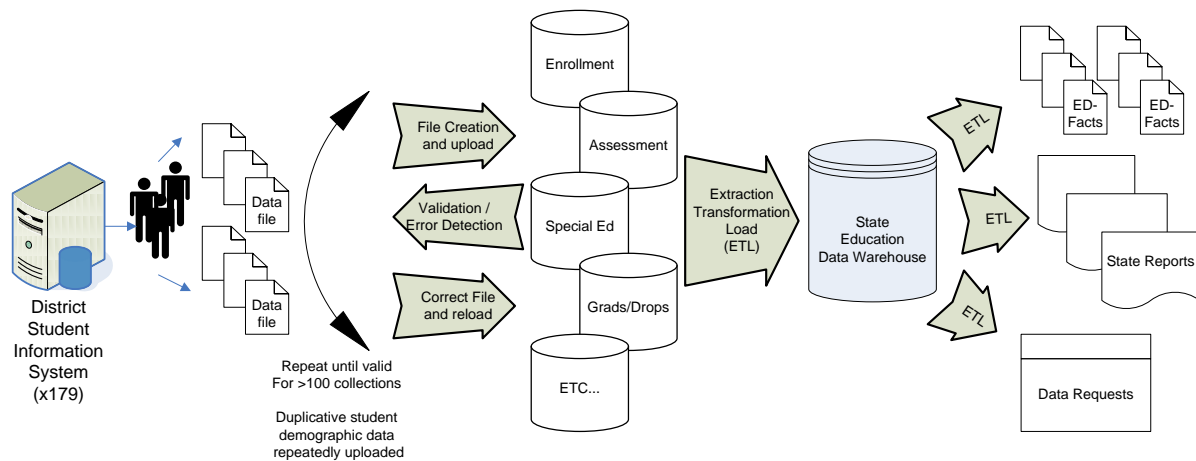 District
Student
Information
System
(x179)
Data
file
Data
file
Repeat until valid
For >100 collections
Duplicative student
demographic data
repeatedly uploaded
File Creation
and upload
Validation /
Error Detection
Correct File
and reload
Enrollment
Assessment
Special Ed
Grads/Drops
ETC...
Extraction
Transformation
Load
(ETL)
State
Education
Data Warehouse
ETL
ETL
ETL
ED-
Facts
ED-
Facts
State Reports
Data Requests